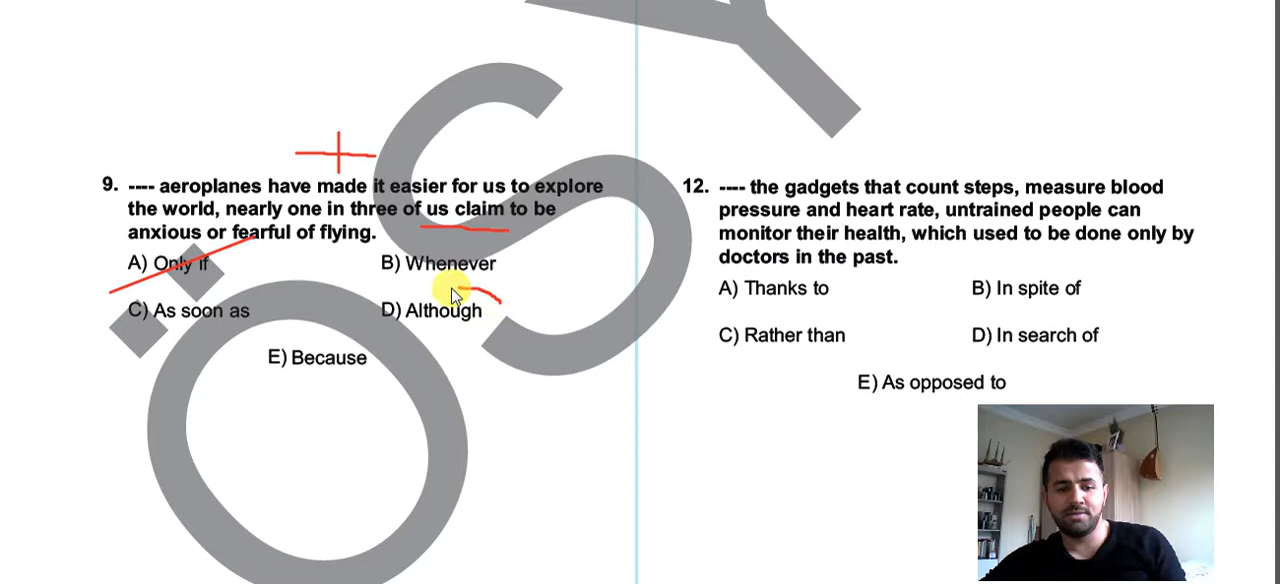 9. ---- aeroplanes have made it easier for us to explore
the world, nearly one in three of us claim to be
anxious or fearful of flying.
A) Only if
B) Whenever
C) As soon as
D) Although
E) Because
12. ---- the gadgets that count steps, measure blood
pressure and heart rate, untrained people can
monitor their health, which used to be done only by
doctors in the past.
A) Thanks to
B) In spite of
C) Rather than
D) In search of
E) As opposed to
ÖSY